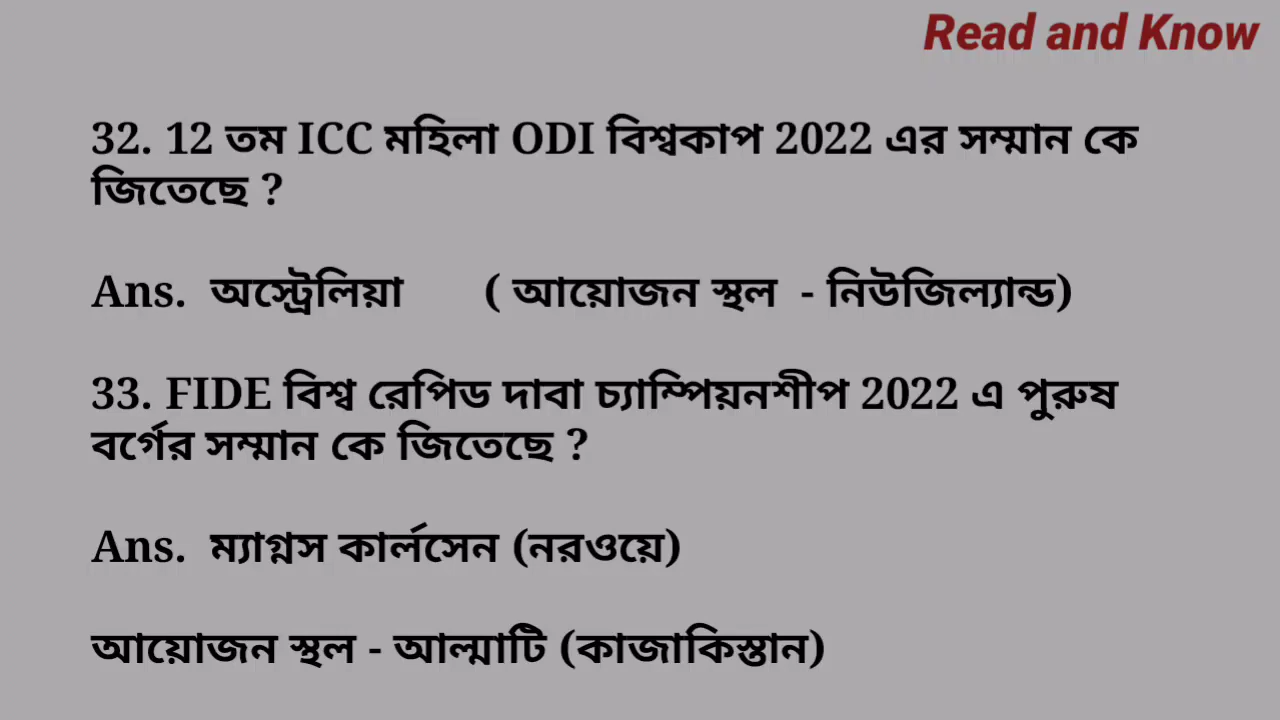 Read and Know
32. 12 তম ICC মহিলা ODI বিশ্বকাপ 2022 এর সম্মান কে
জিতেছে ?
Ans. অস্ট্রেলিয়া ( আয়োজন স্থল - নিউজিল্যান্ড)
33. FIDE বিশ্ব রেপিড দাবা চ্যাম্পিয়নশীপ 2022 এ পুরুষ
বর্গের সম্মান কে জিতেছে ?
Ans. ম্যাগ্নস কার্লসেন (নরওয়ে)
আয়োজন স্থল - আল্মাটি (কাজাকিস্তান)